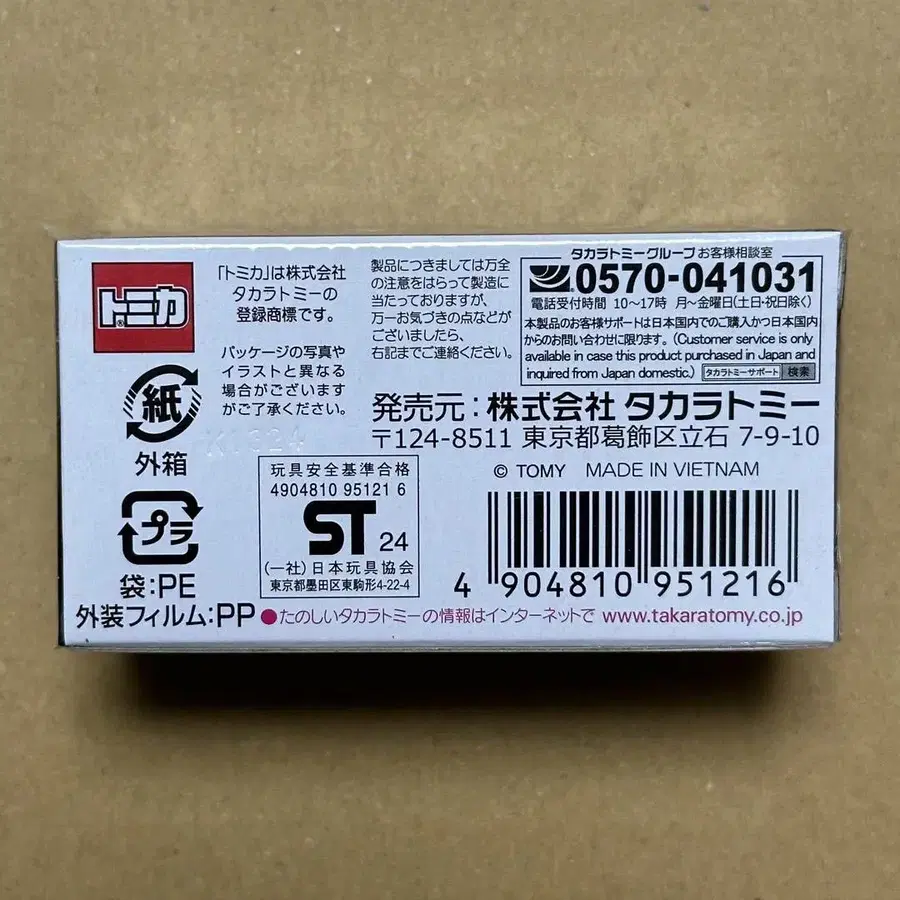 トミカ®
「トミカ」は株式会社
タカラトミーの
登録商標です。
パッケージの写真や
イラストと異なる
場合がございます
がご了承ください。
製品につきましては万全
の注意をはらって製造に
当たっておりますが、
万一お気づきの点などが
ございましたら、
右記までご連絡ください。
タカラトミーグループ お客様相談室
0570-041031
電話受付時間 10〜17時 月〜金曜日(土日・祝日除く)
本製品のお客様サポートは日本国内でのご購入かつ日本国内
からのお問い合わせに限ります。(Customer service is only
available in case this product purchased in Japan and
inquired from Japan domestic.) タカラトミーサポート 検索
発売元:株式会社 タカラトミー
〒124-8511 東京都葛飾区立石 7-9-10
© TOMY MADE IN VIETNAM
紙
外箱
プラ
袋:PE
外装フィルム:PP
玩具安全基準合格
4904810 95121 6
ST 24
(一社)日本玩具協会
東京都墨田区東駒形4-22-4
4 904810 951216
●たのしいタカラトミーの情報はインターネットで www.takaratomy.co.jp